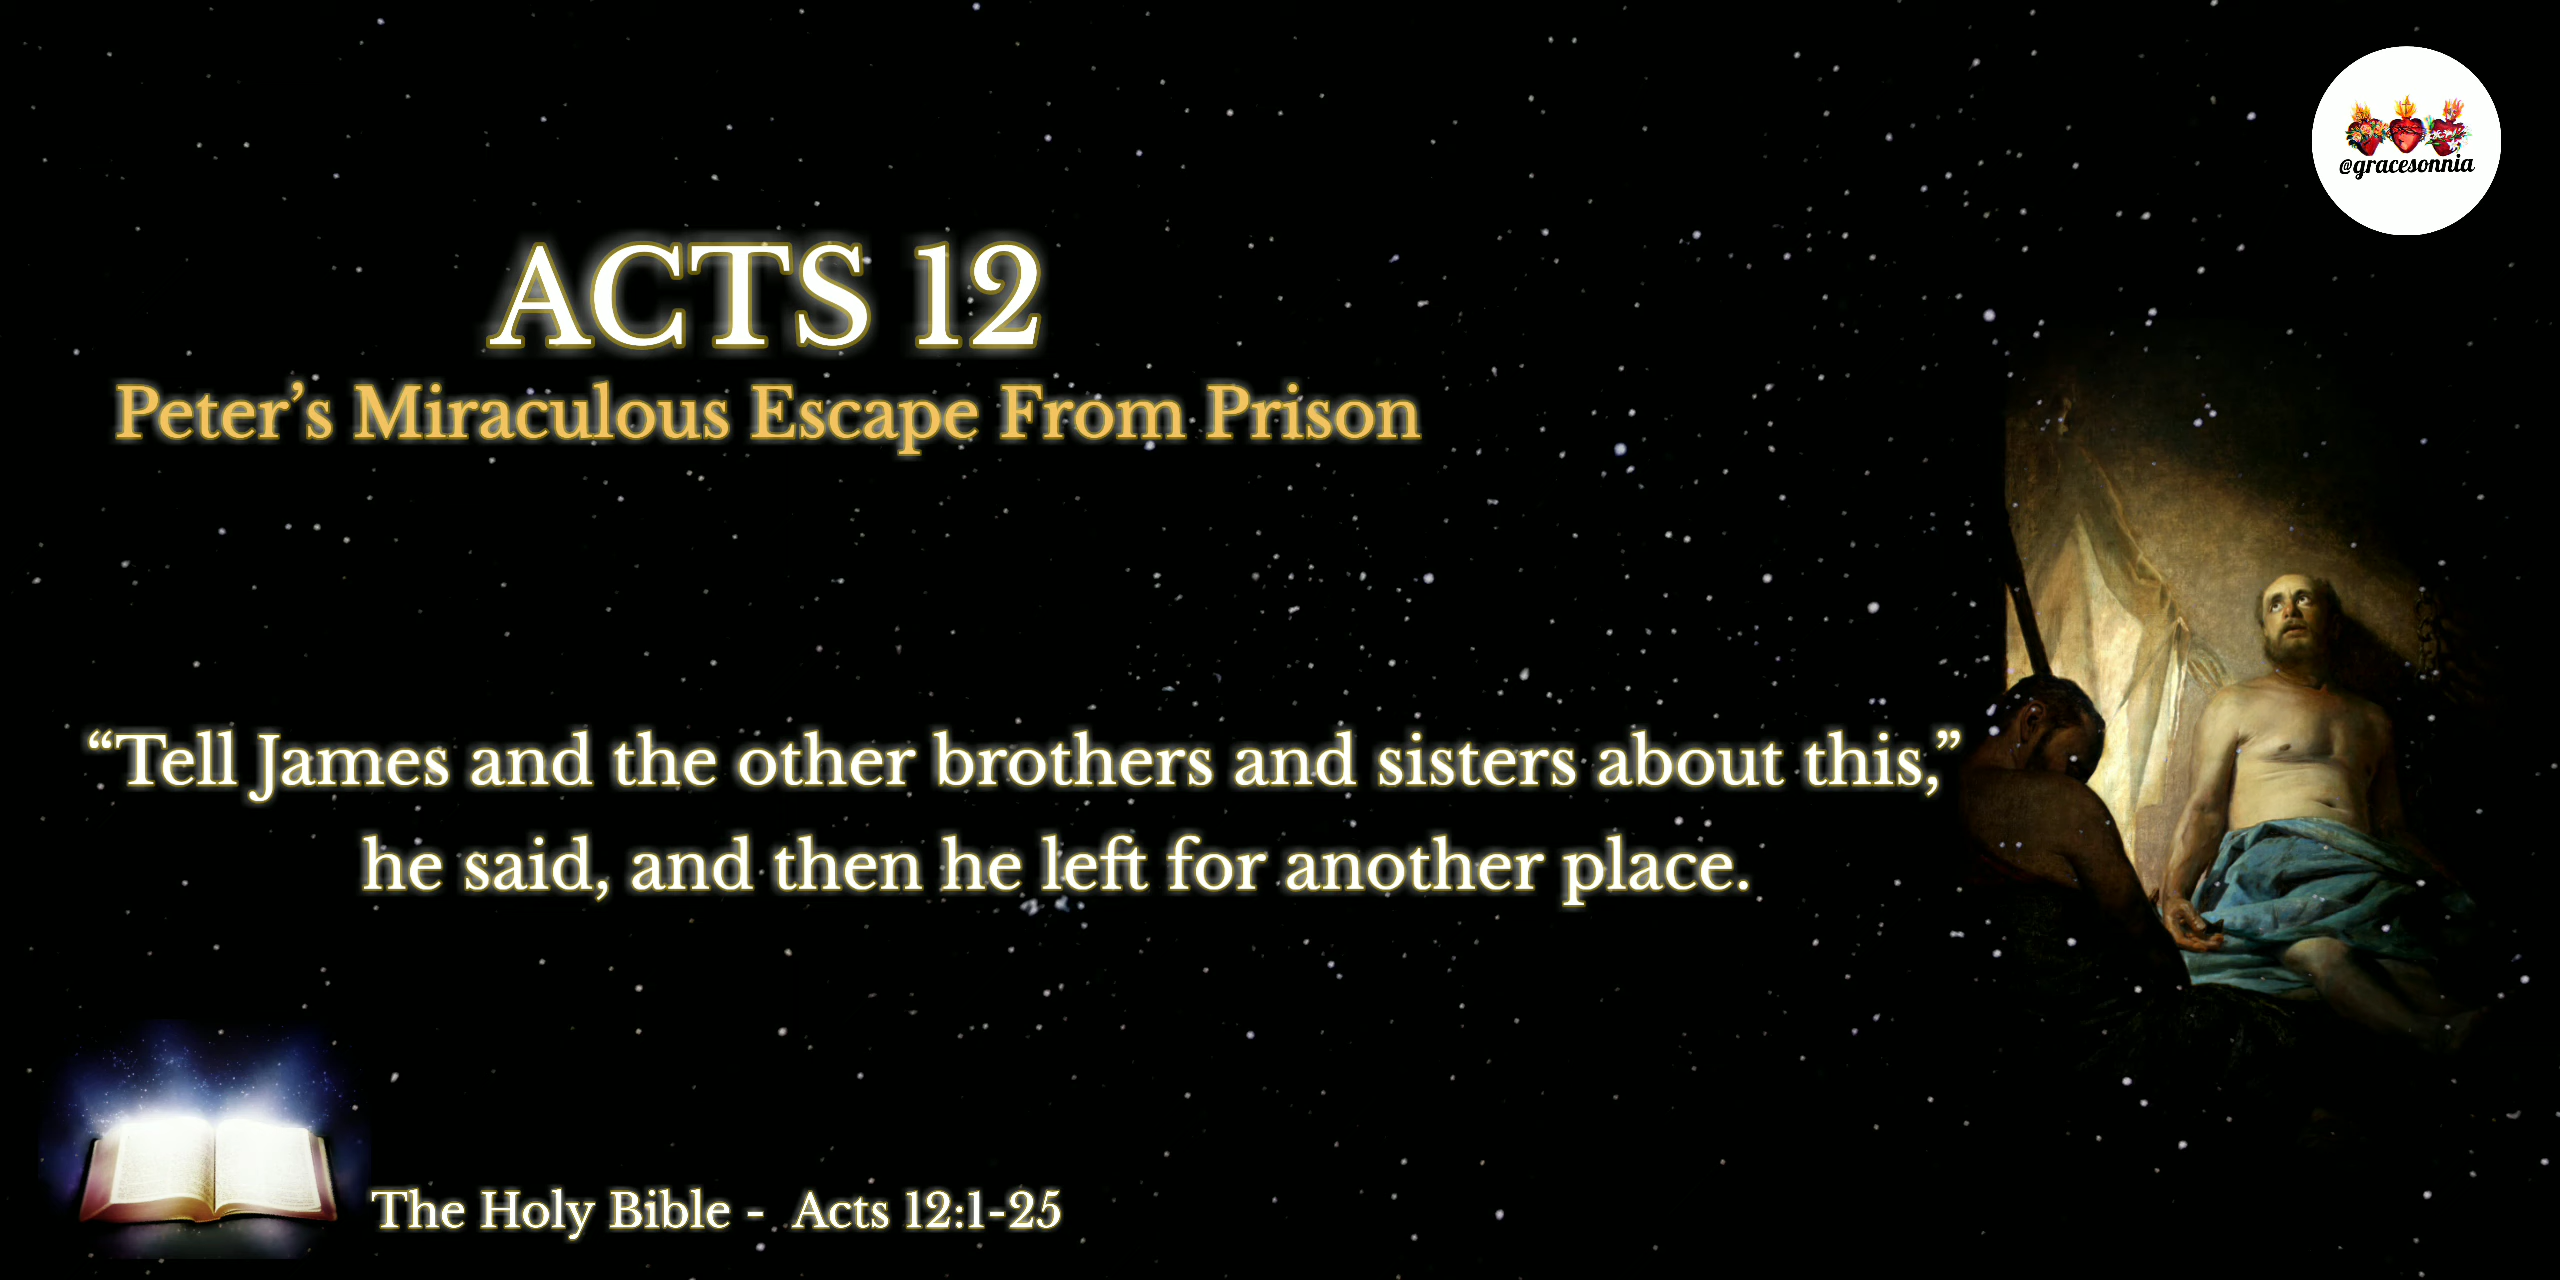 @gracesonnia
ACTS 12
Peter’s Miraculous Escape From Prison
“Tell James and the other brothers and sisters about this,”
he said, and then he left for another place.
The Holy Bible - Acts 12:1-25